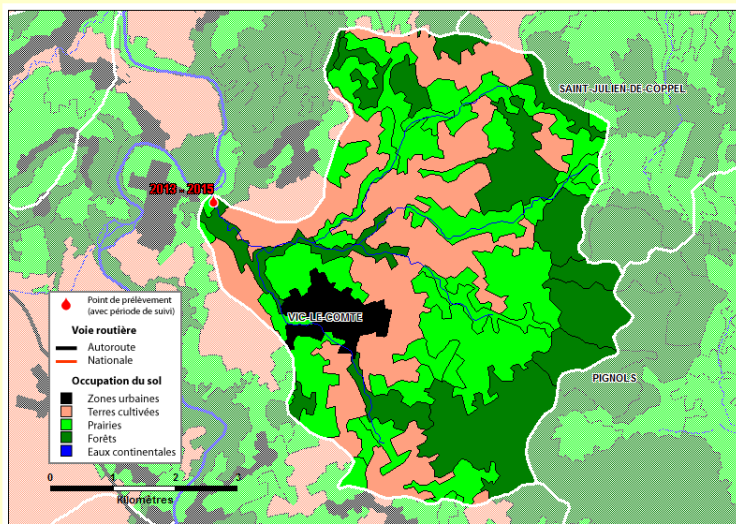 SAINT-JULIEN-DE-COPPEL
2013 - 2015
VIC-LE-COMTE
PIGNOLS
Point de prélèvement
(avec période de suivi)
Voie routière
Autoroute
Nationale
Occupation du sol
Zones urbaines
Terres cultivées
Prairies
Forêts
Eaux continentales
0 1 2 3
Kilomètres